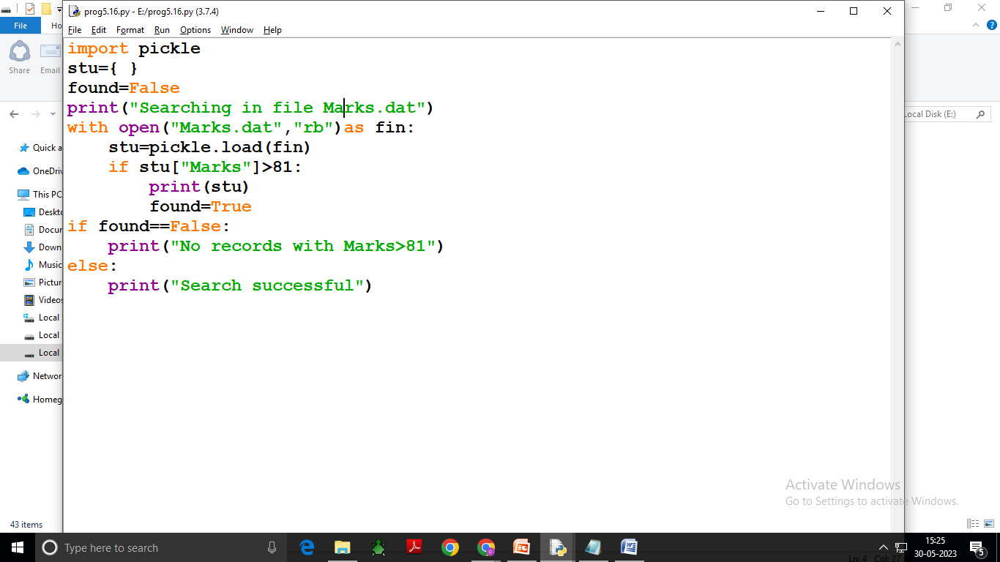 prog5.16.py - E:/prog5.16.py (3.7.4)
File
File Edit Format Run Options Window Help
import pickle
Share Email
stu={ }
found=False
print("Searching in file Marks.dat")
Local Disk (E:)
with open("Marks.dat","rb")as fin:
Quick a
stu=pickle.load(fin)
OneDriv
if stu["Marks"]>81:
This PC
print(stu)
Deskto
found=True
Docur
if found==False:
Down
print("No records with Marks>81")
Music
else:
Pictur
print("Search successful")
Videos
Local
Local
Local
Networ
Homeg
Activate Windows
Go to Settings to activate Windows.
43 items
Type here to search
15:25
30-05-2023
5
Ln: 4 Col: 27